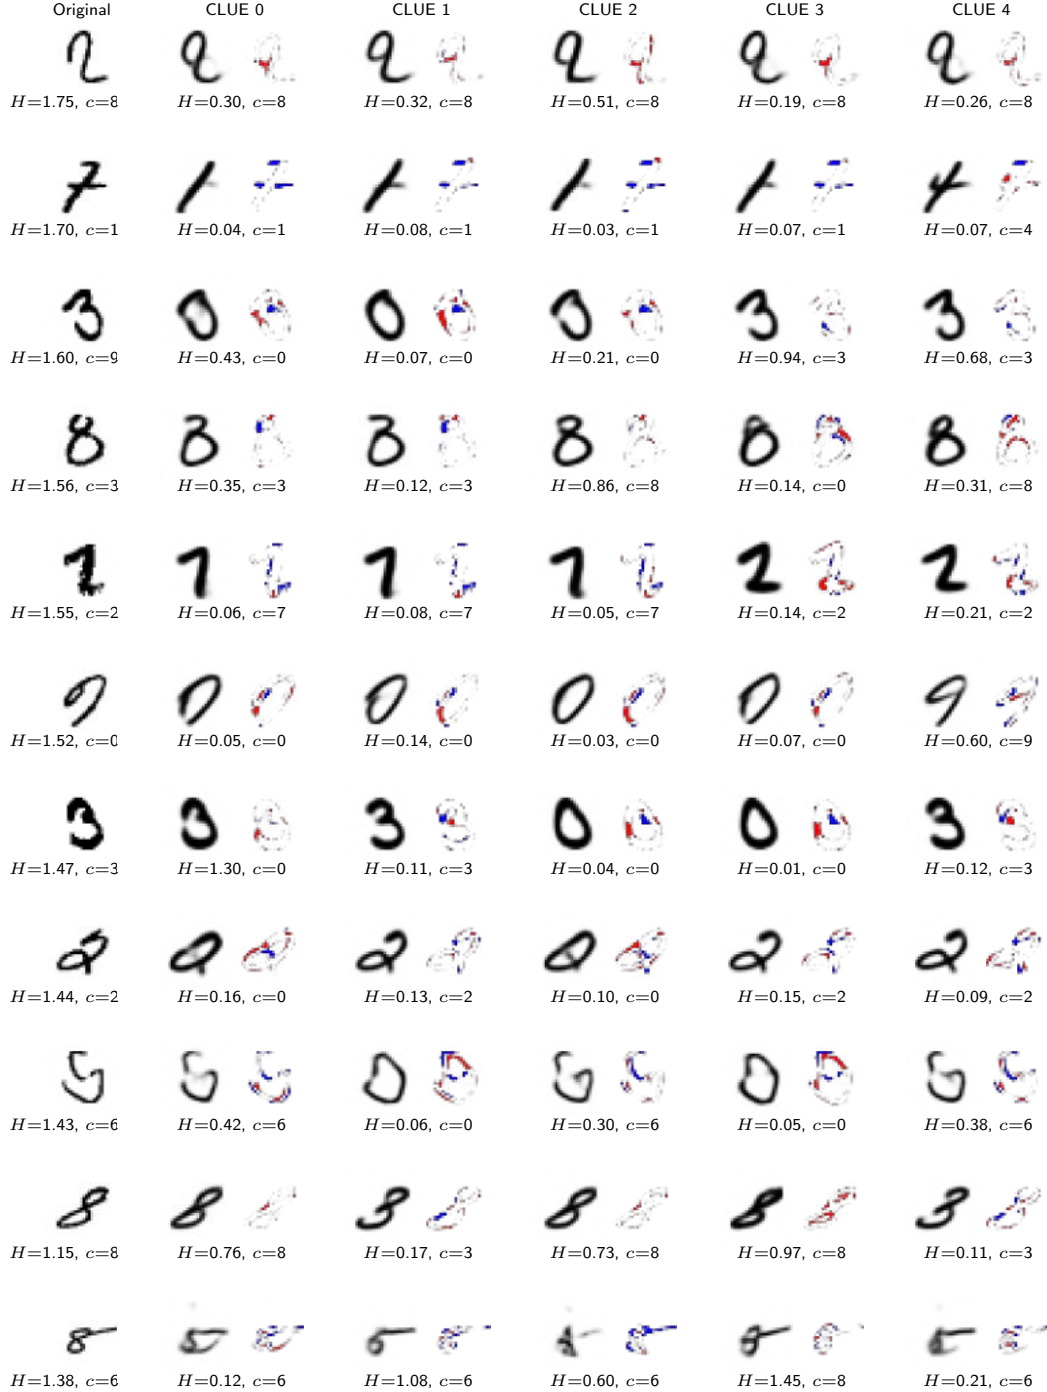 Original CLUE 0 CLUE 1 CLUE 2 CLUE 3 CLUE 4
H=1.75, c=8 H=0.30, c=8 H=0.32, c=8 H=0.51, c=8 H=0.19, c=8 H=0.26, c=8
H=1.70, c=1 H=0.04, c=1 H=0.08, c=1 H=0.03, c=1 H=0.07, c=1 H=0.07, c=4
H=1.60, c=9 H=0.43, c=0 H=0.07, c=0 H=0.21, c=0 H=0.94, c=3 H=0.68, c=3
H=1.56, c=3 H=0.35, c=3 H=0.12, c=3 H=0.86, c=8 H=0.14, c=0 H=0.31, c=8
H=1.55, c=2 H=0.06, c=7 H=0.08, c=7 H=0.05, c=7 H=0.14, c=2 H=0.21, c=2
H=1.52, c=0 H=0.05, c=0 H=0.14, c=0 H=0.03, c=0 H=0.07, c=0 H=0.60, c=9
H=1.47, c=3 H=1.30, c=0 H=0.11, c=3 H=0.04, c=0 H=0.01, c=0 H=0.12, c=3
H=1.44, c=2 H=0.16, c=0 H=0.13, c=2 H=0.10, c=0 H=0.15, c=2 H=0.09, c=2
H=1.43, c=6 H=0.42, c=6 H=0.06, c=0 H=0.30, c=6 H=0.05, c=0 H=0.38, c=6
H=1.15, c=8 H=0.76, c=8 H=0.17, c=3 H=0.73, c=8 H=0.97, c=8 H=0.11, c=3
H=1.38, c=6 H=0.12, c=6 H=1.08, c=6 H=0.60, c=6 H=1.45, c=8 H=0.21, c=6